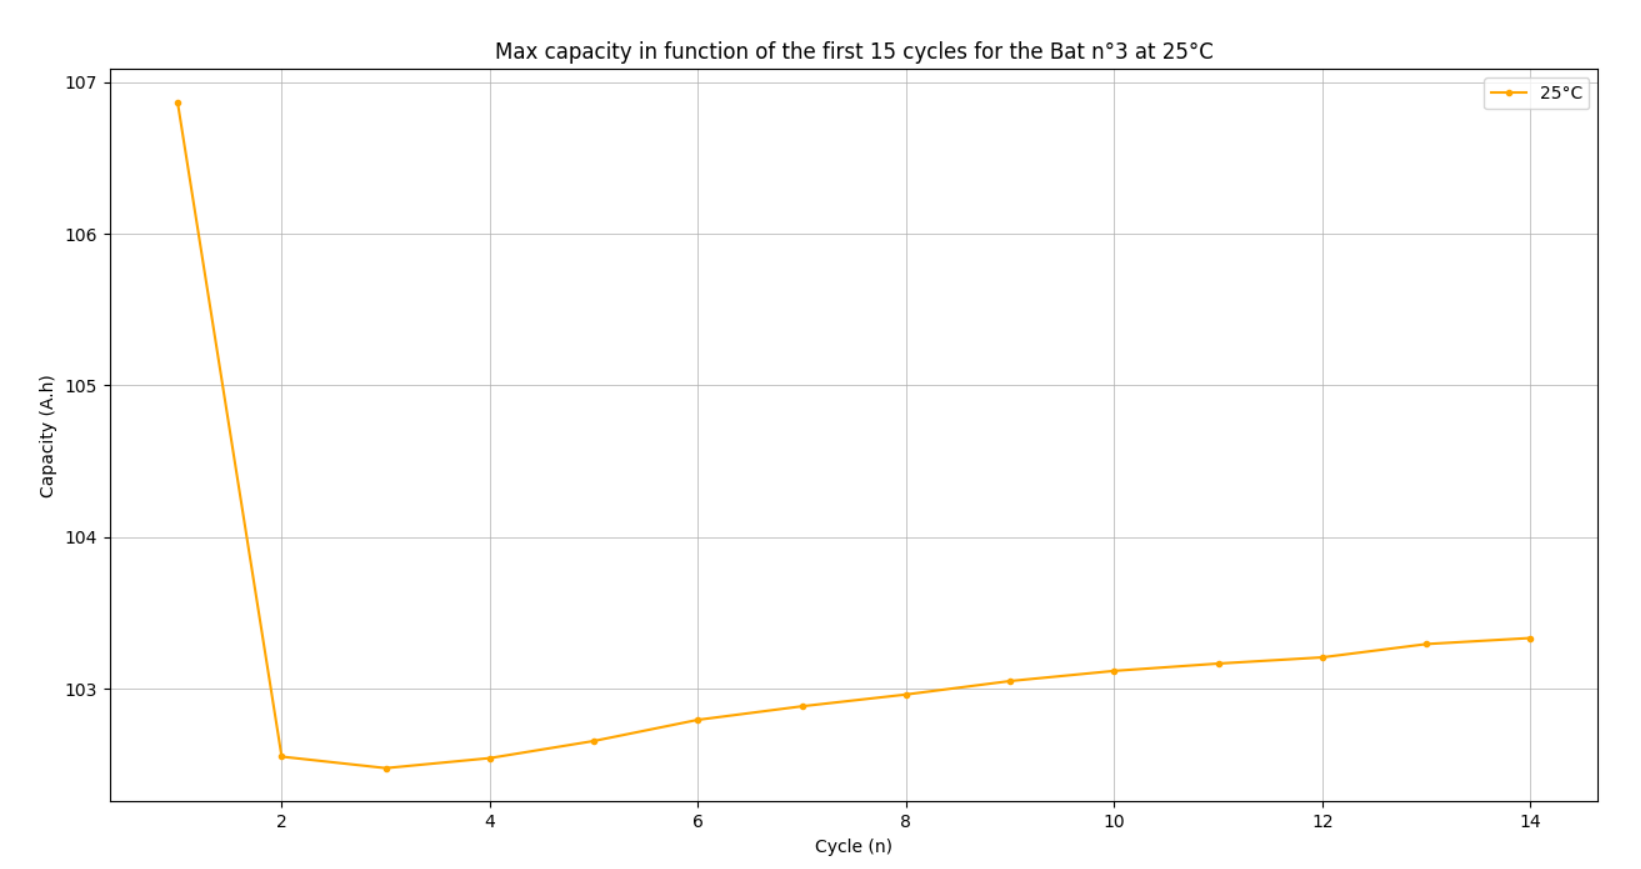 Max capacity in function of the first 15 cycles for the Bat n°3 at 25°C
25°C
Capacity (A.h)
107
106
105
104
103
2 4 6 8 10 12 14
Cycle (n)